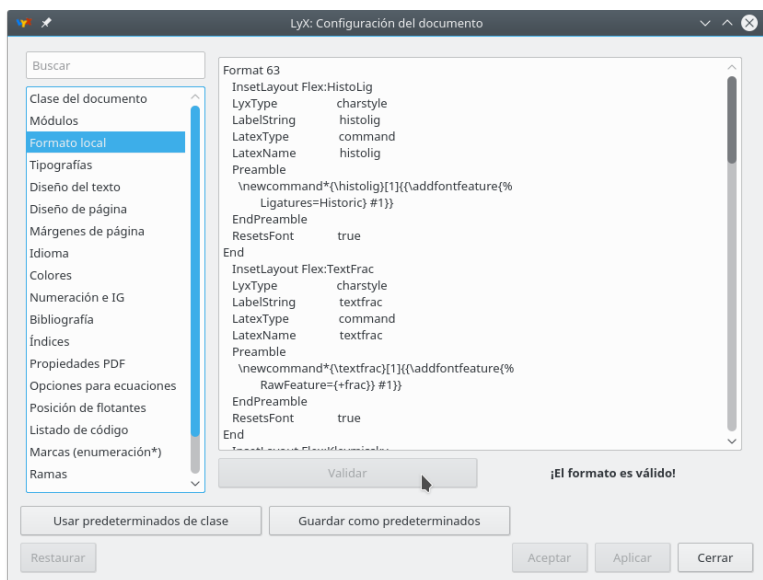 LyX: Configuración del documento
Buscar
Clase del documento
Módulos
Formato local
Tipografías
Diseño del texto
Diseño de página
Márgenes de página
Idioma
Colores
Numeración e IG
Bibliografía
Índices
Propiedades PDF
Opciones para ecuaciones
Posición de flotantes
Listado de código
Marcas (enumeración*)
Ramas
Format 63
InsetLayout Flex:HistoLig
LyxType charstyle
LabelString histolig
LatexType command
LatexName histolig
Preamble
\newcommand*{\histolig}[1]{{\addfontfeature{%
Ligatures=Historic} #1}}
EndPreamble
ResetsFont true
End
InsetLayout Flex:TextFrac
LyxType charstyle
LabelString textfrac
LatexType command
LatexName textfrac
Preamble
\newcommand*{\textfrac}[1]{{\addfontfeature{%
RawFeature={+frac}} #1}}
EndPreamble
ResetsFont true
End
Validar
¡El formato es válido!
Usar predeterminados de clase
Guardar como predeterminados
Restaurar
Aceptar
Aplicar
Cerrar